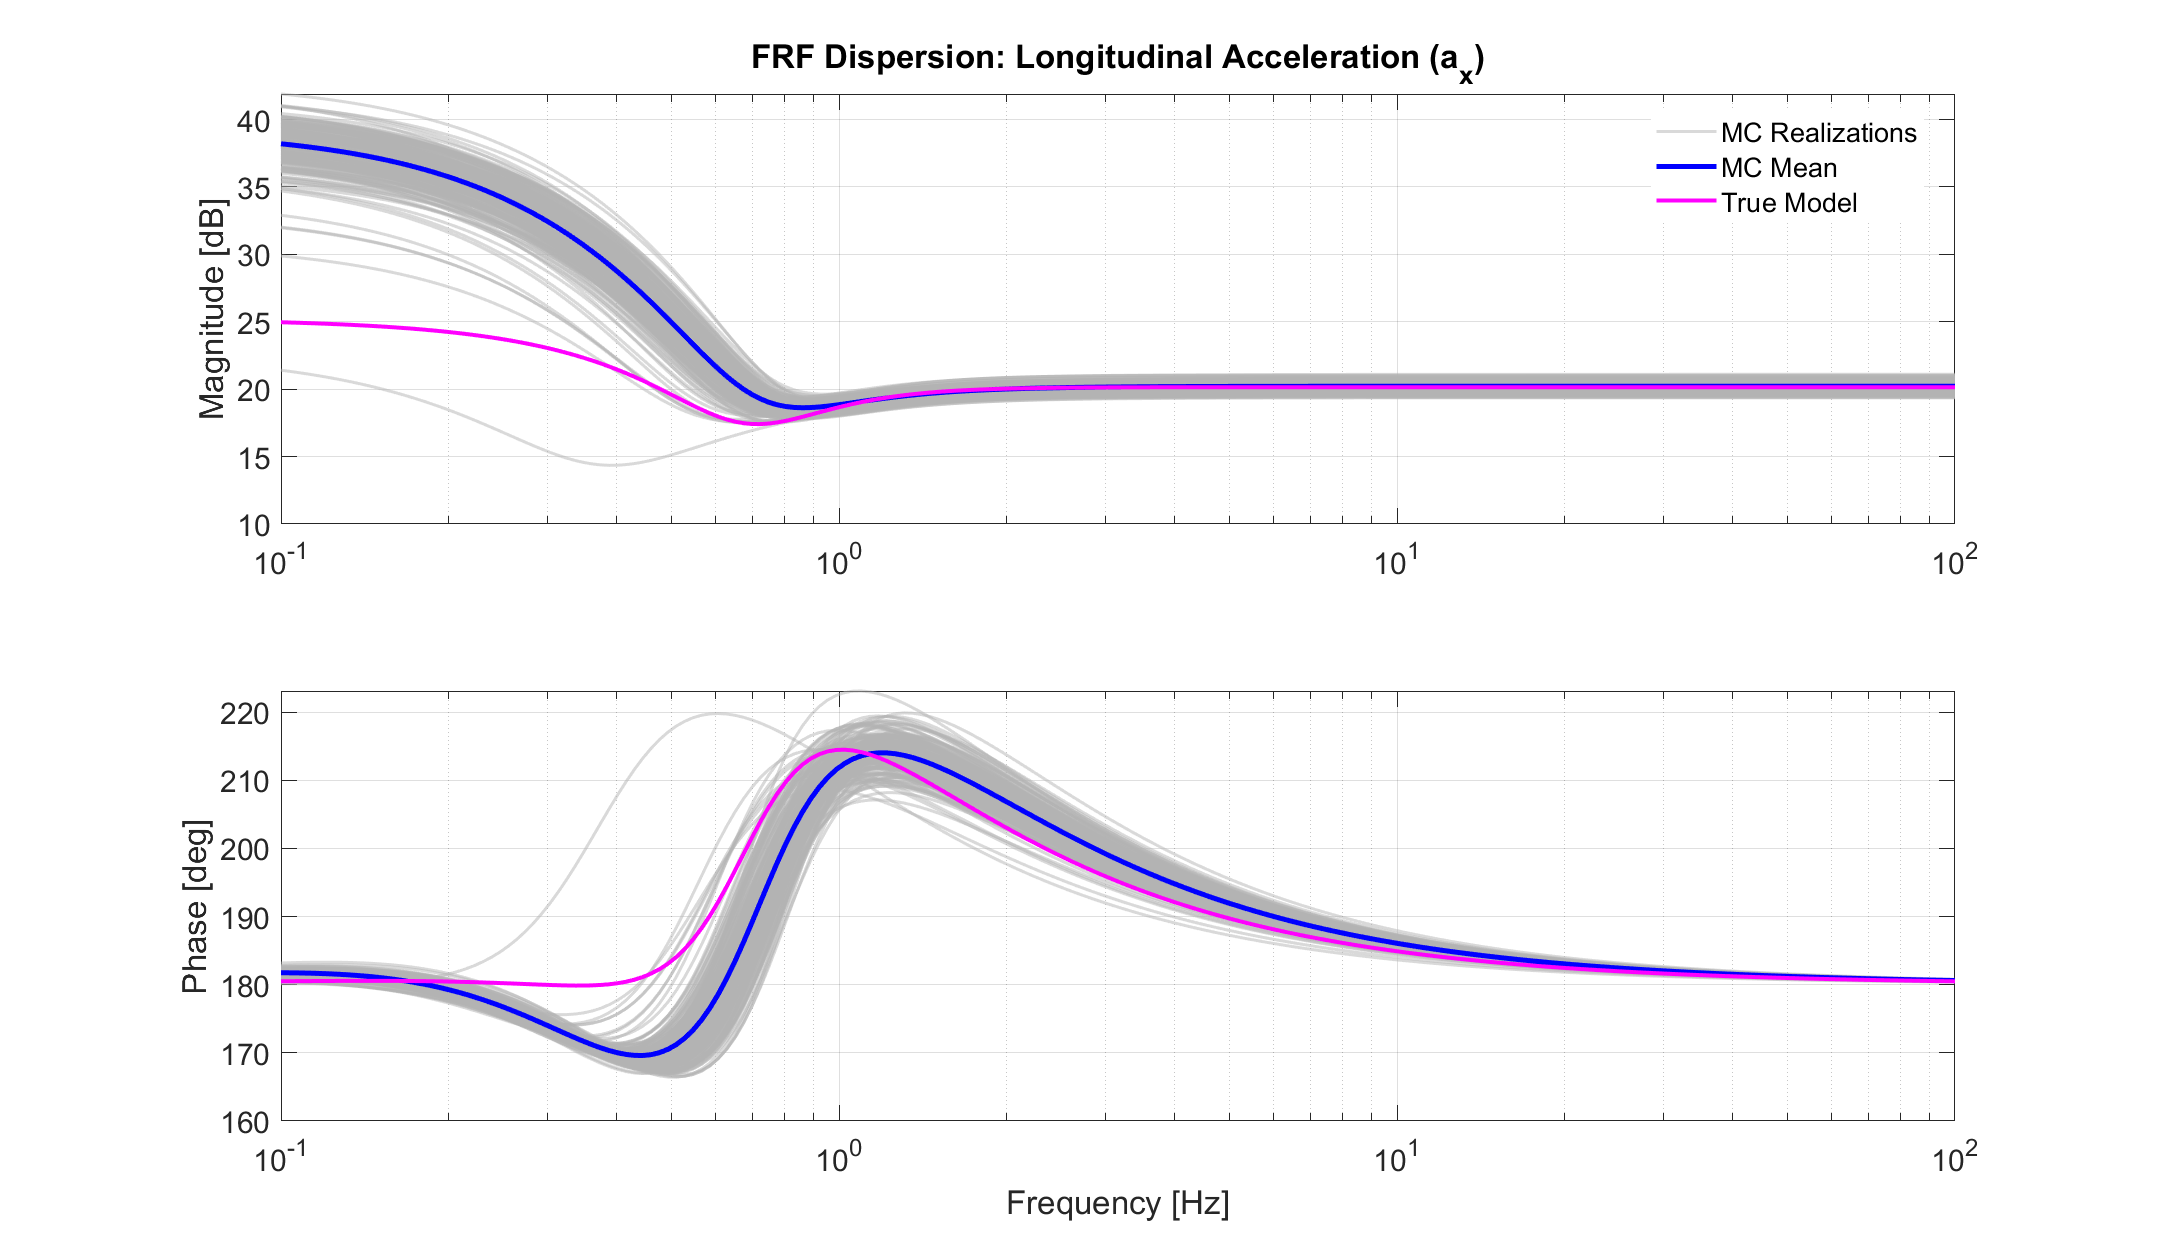 FRF Dispersion: Longitudinal Acceleration (aₓ)
MC Realizations
MC Mean
True Model
Magnitude [dB]
40
35
30
25
20
15
10
10⁻¹ 10⁰ 10¹ 10²
Phase [deg]
220
210
200
190
180
170
160
10⁻¹ 10⁰ 10¹ 10²
Frequency [Hz]